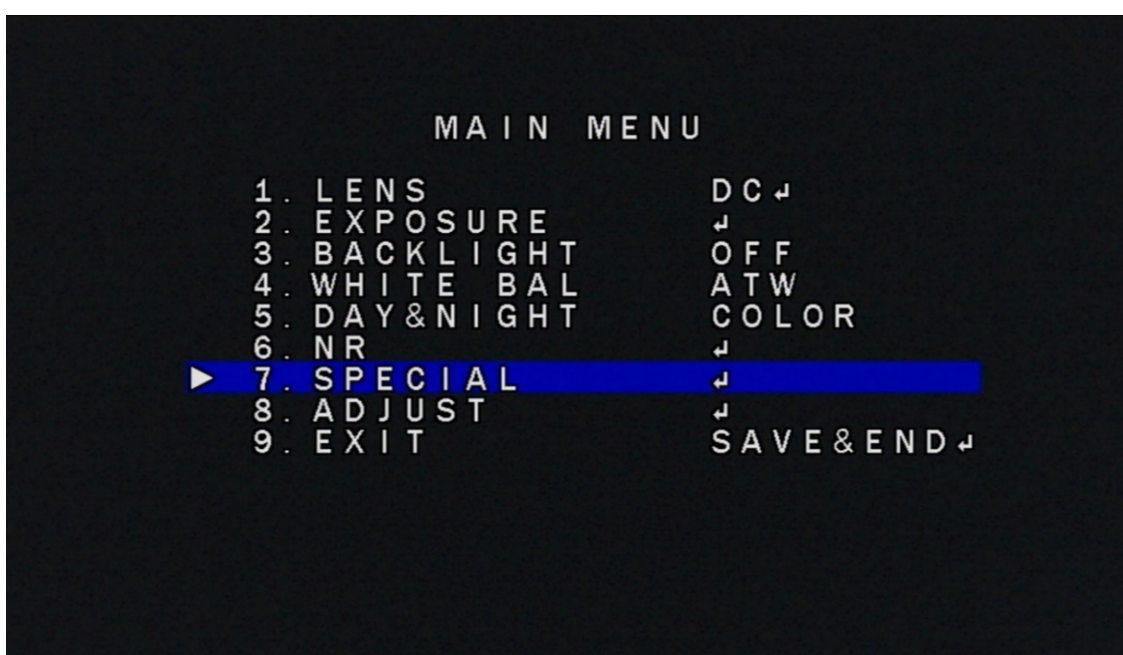 MAIN MENU
1. LENS DC↲
2. EXPOSURE ↲
3. BACKLIGHT OFF
4. WHITE BAL ATW
5. DAY&NIGHT COLOR
6. NR ↲
▶ 7. SPECIAL ↲
8. ADJUST ↲
9. EXIT SAVE&END↲